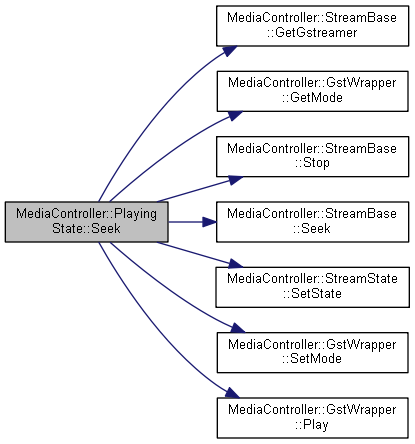 MediaController::StreamBase
::GetGstreamer
MediaController::GstWrapper
::GetMode
MediaController::StreamBase
::Stop
MediaController::Playing
State::Seek
MediaController::StreamBase
::Seek
MediaController::StreamState
::SetState
MediaController::GstWrapper
::SetMode
MediaController::GstWrapper
::Play